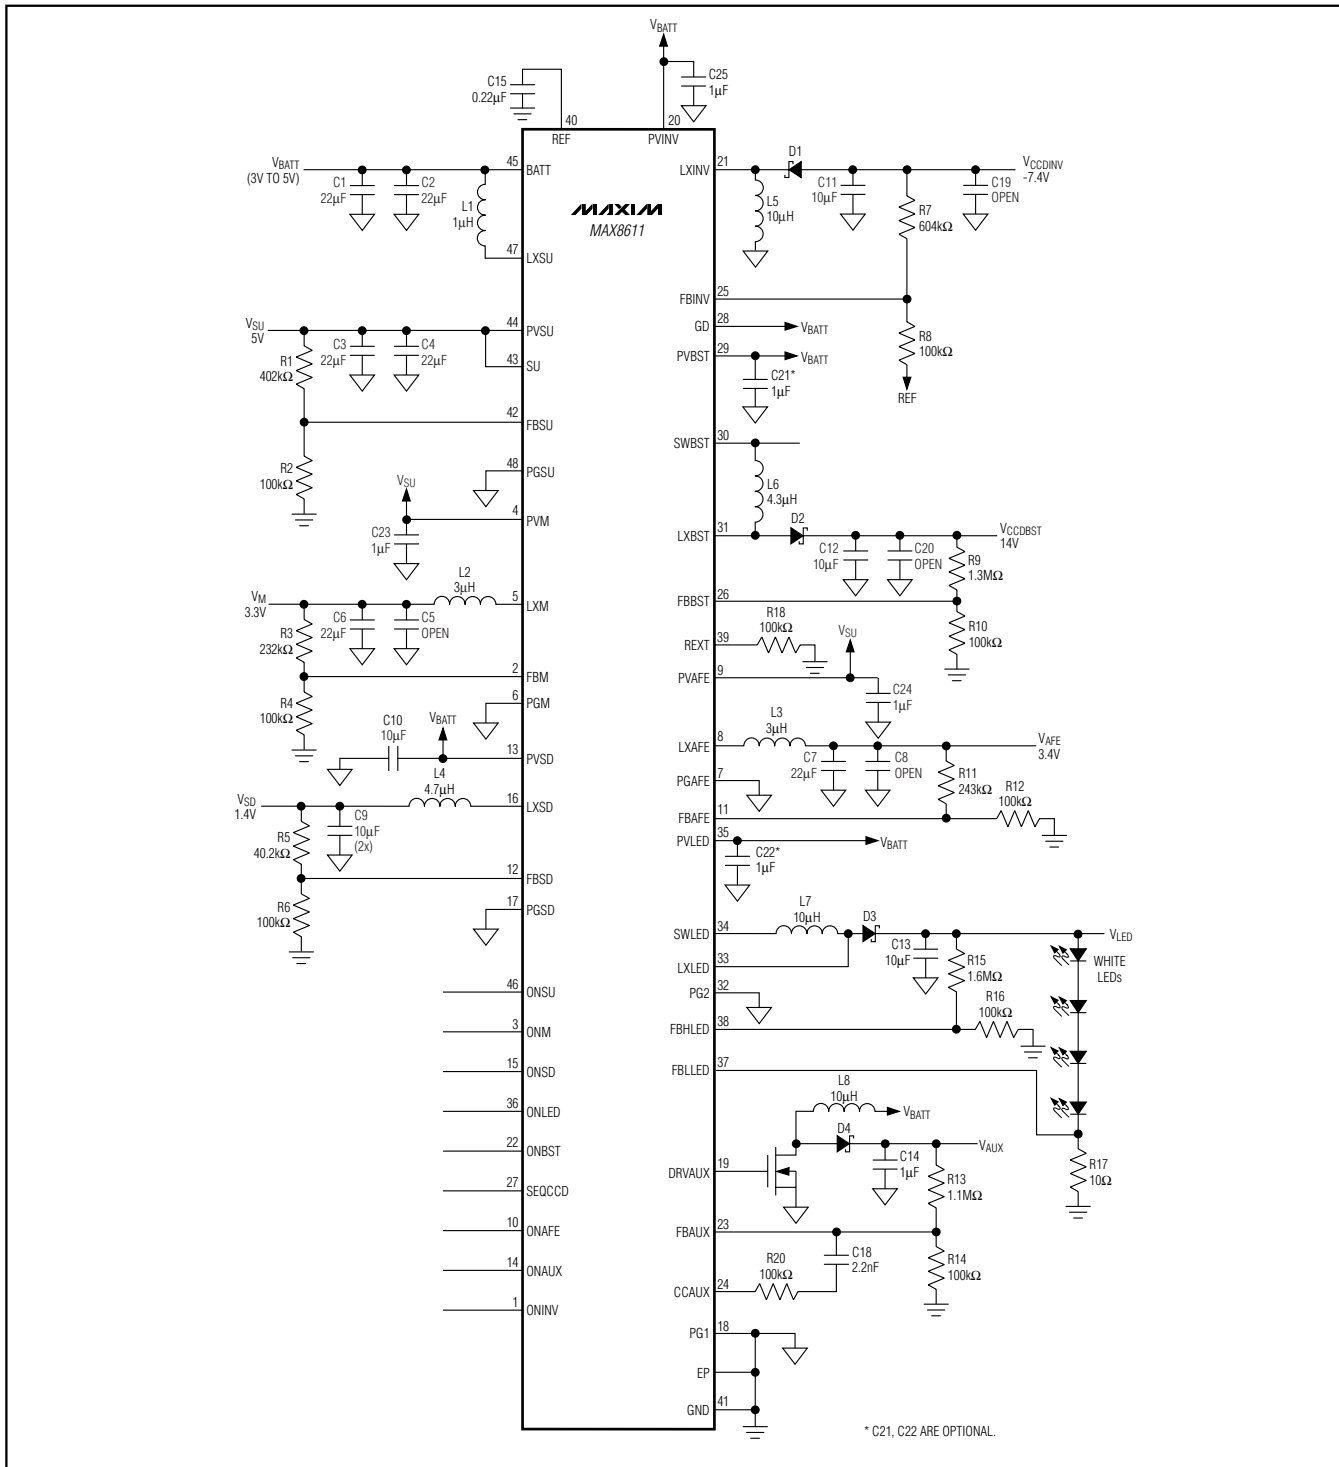 VBATT
C25
1µF
C15
0.22µF
40
REF
20
PVINV
MAXIM
MAX8611
VBATT
(3V TO 5V)
C1
22µF
C2
22µF
L1
1µH
45
BATT
47
LXSU
VSU
5V
R1
402kΩ
C3
22µF
C4
22µF
44
PVSU
43
SU
42
FBSU
R2
100kΩ
48
PGSU
VSU
4
PVM
C23
1µF
L2
3µH
VM
3.3V
5
LXM
R3
232kΩ
C6
22µF
C5
OPEN
2
FBM
6
PGM
R4
100kΩ
C10
10µF
VBATT
13
PVSD
L4
4.7µH
VSD
1.4V
16
LXSD
R5
40.2kΩ
C9
10µF
(2x)
12
FBSD
R6
100kΩ
17
PGSD
46
ONSU
3
ONM
15
ONSD
36
ONLED
22
ONBST
27
SEQCCD
10
ONAFE
14
ONAUX
1
ONINV
LXINV
21
D1
L5
10µH
C11
10µF
R7
604kΩ
C19
OPEN
VCCDINV
-7.4V
FBINV
25
GD
28
VBATT
R8
100kΩ
REF
PVBST
29
VBATT
C21*
1µF
SWBST
30
L6
4.3µH
LXBST
31
D2
C12
10µF
C20
OPEN
VCCDBST
14V
R9
1.3MΩ
FBBST
26
R10
100kΩ
R18
100kΩ
REXT
39
VSU
PVAFE
9
C24
1µF
L3
3µH
LXAFE
8
C7
22µF
C8
OPEN
VAFE
3.4V
PGAFE
7
R11
243kΩ
R12
100kΩ
FBAFE
11
PVLED
35
VBATT
C22*
1µF
L7
10µH
D3
SWLED
34
VLED
LXLED
33
C13
10µF
R15
1.6MΩ
WHITE
LEDs
PG2
32
R16
100kΩ
FBHLED
38
FBLLED
37
L8
10µH
VBATT
D4
VAUX
DRVAUX
19
C14
1µF
R13
1.1MΩ
R17
10Ω
FBAUX
23
C18
2.2nF
R14
100kΩ
R20
100kΩ
CCAUX
24
PG1
18
EP
GND
41
* C21, C22 ARE OPTIONAL.